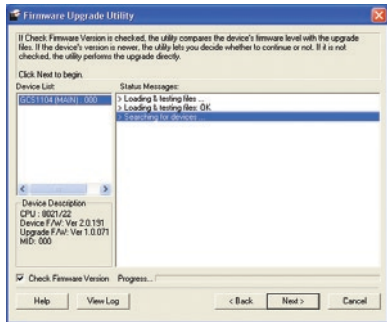 Firmware Upgrade Utility
If Check Firmware Version is checked, the utility compares the device's firmware level with the upgrade
files. If the device's version is newer, the utility lets you decide whether to continue or not. If it is not
checked, the utility performs the upgrade directly.
Click Next to begin.
Device List:
Status Messages:
GCS1104 (MAIN) : 000
> Loading & testing files ...
> Loading & testing files: OK
> Searching for devices ...
Device Description
CPU : 8021/22
Device F/W: Ver 2.0.191
Upgrade F/W: Ver 1.0.071
MID: 000
Check Firmware Version
Progress...
Help
View Log
< Back
Next >
Cancel